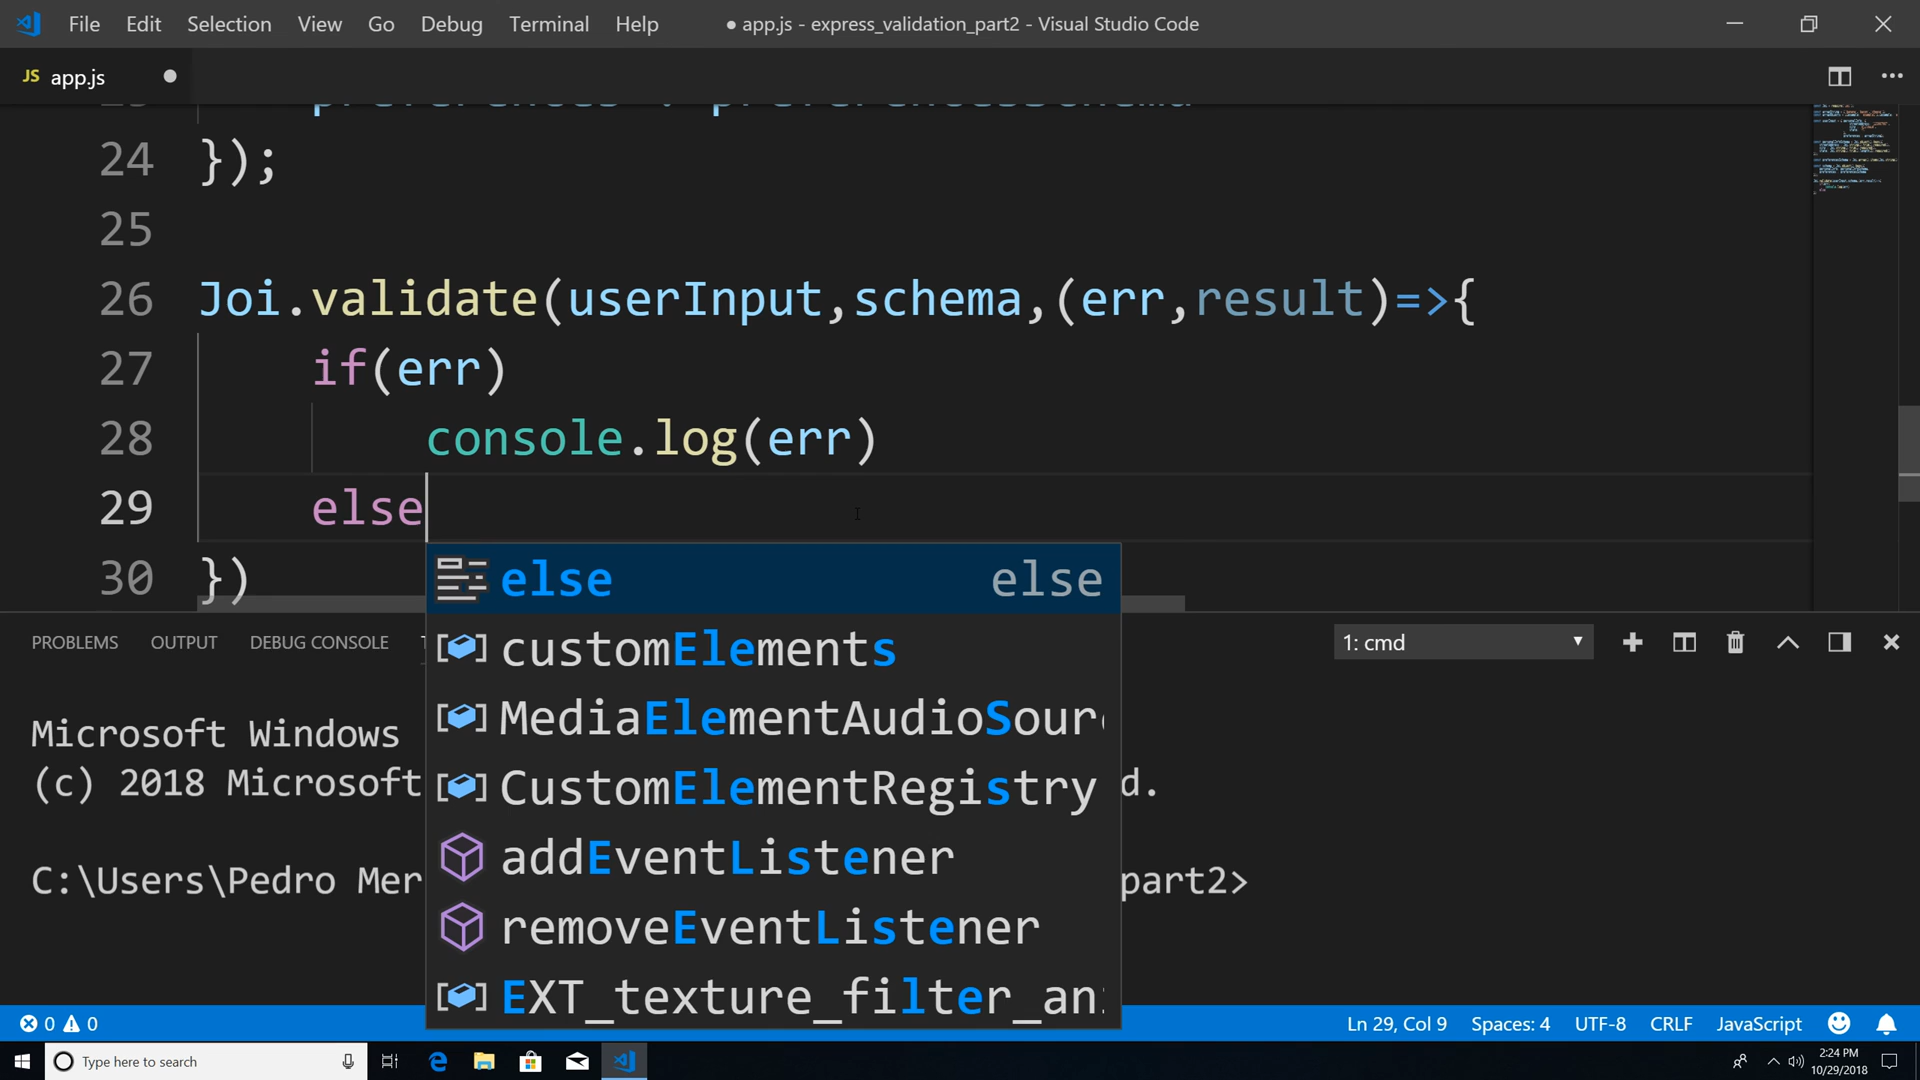 File Edit Selection View Go Debug Terminal Help ● app.js - express_validation_part2 - Visual Studio Code
JS app.js
preferences : preferencesSchema
24 });
25
26 Joi.validate(userInput,schema,(err,result)=>{
27 if(err)
28 console.log(err)
29 else
30 })
else else
customElements
MediaElementAudioSourc
CustomElementRegistry
addEventListener
removeEventListener
EXT_texture_filter_ani
PROBLEMS OUTPUT DEBUG CONSOLE 1: cmd
Microsoft Windows
(c) 2018 Microsoft d.
C:\Users\Pedro Mer part2>
0 0 Ln 29, Col 9 Spaces: 4 UTF-8 CRLF JavaScript
Type here to search
2:24 PM
10/29/2018